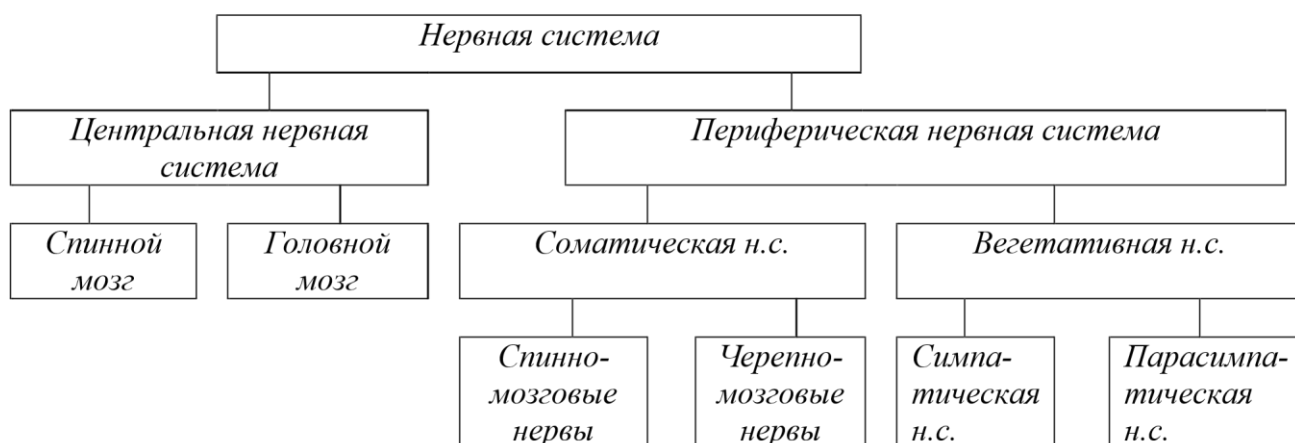 Нервная система
Центральная нервная
система
Периферическая нервная система
Спинной
мозг
Головной
мозг
Соматическая н.с.
Вегетативная н.с.
Спинно-
мозговые
нервы
Черепно-
мозговые
нервы
Симпа-
тическая
н.с.
Парасимпа-
тическая
н.с.